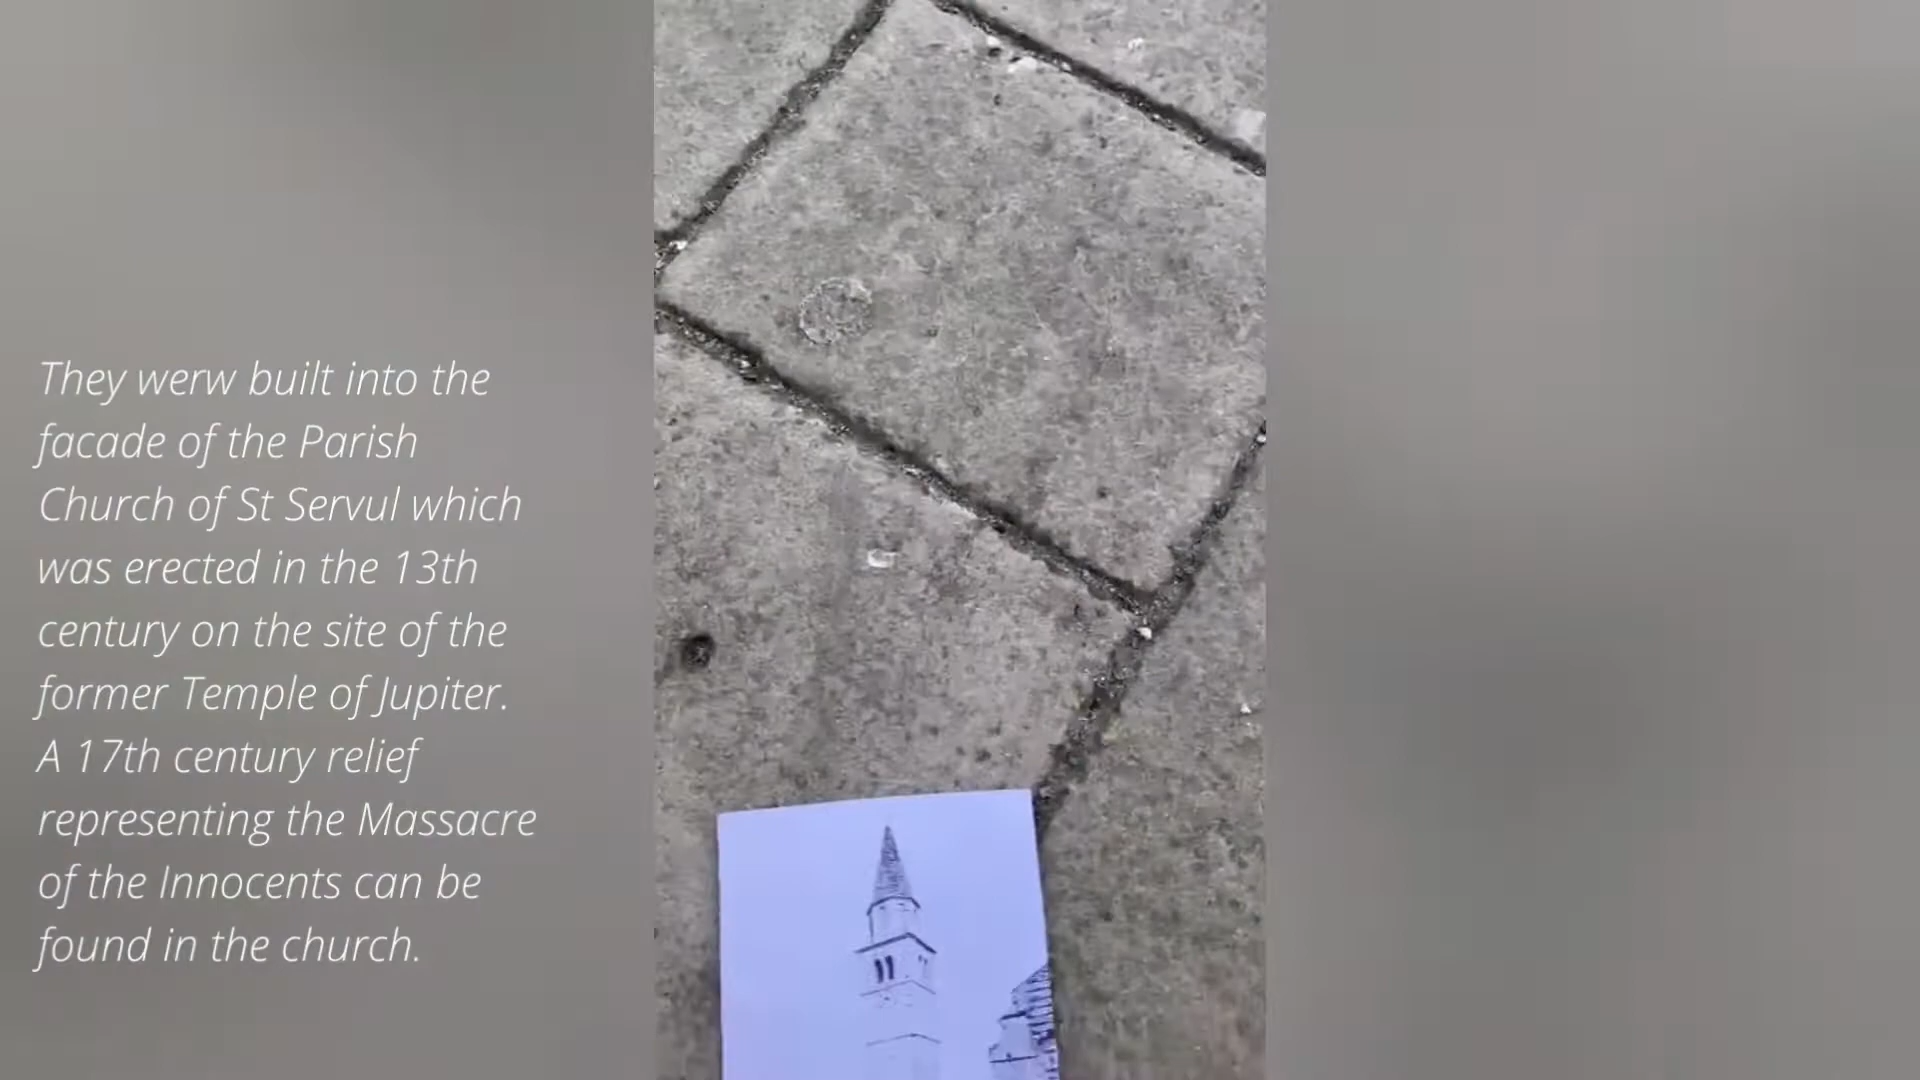 They werw built into the
facade of the Parish
Church of St Servul which
was erected in the 13th
century on the site of the
former Temple of Jupiter.
A 17th century relief
representing the Massacre
of the Innocents can be
found in the church.